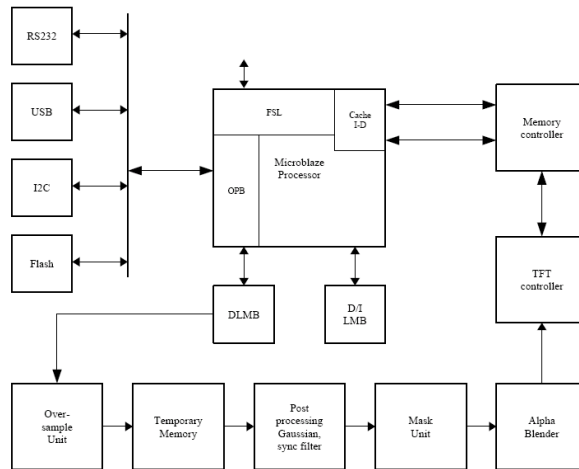 RS232
USB
I2C
Flash
FSL
Cache
I-D
Microblaze
Processor
OPB
Memory
controller
TFT
controller
DLMB
D/I
LMB
Over-
sample
Unit
Temporary
Memory
Post
processing
Gaussian,
sync filter
Mask
Unit
Alpha
Blender